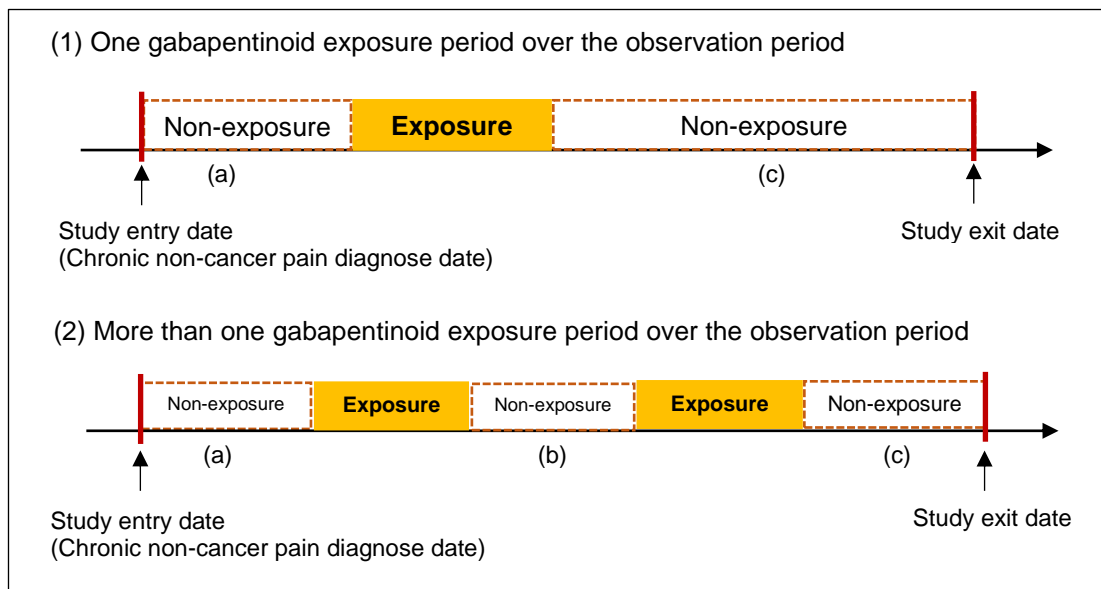 (1) One gabapentinoid exposure period over the observation period
Non-exposure Exposure Non-exposure
(a) (c)
Study entry date Study exit date
(Chronic non-cancer pain diagnose date)
(2) More than one gabapentinoid exposure period over the observation period
Non-exposure Exposure Non-exposure Exposure Non-exposure
(a) (b) (c)
Study entry date Study exit date
(Chronic non-cancer pain diagnose date)